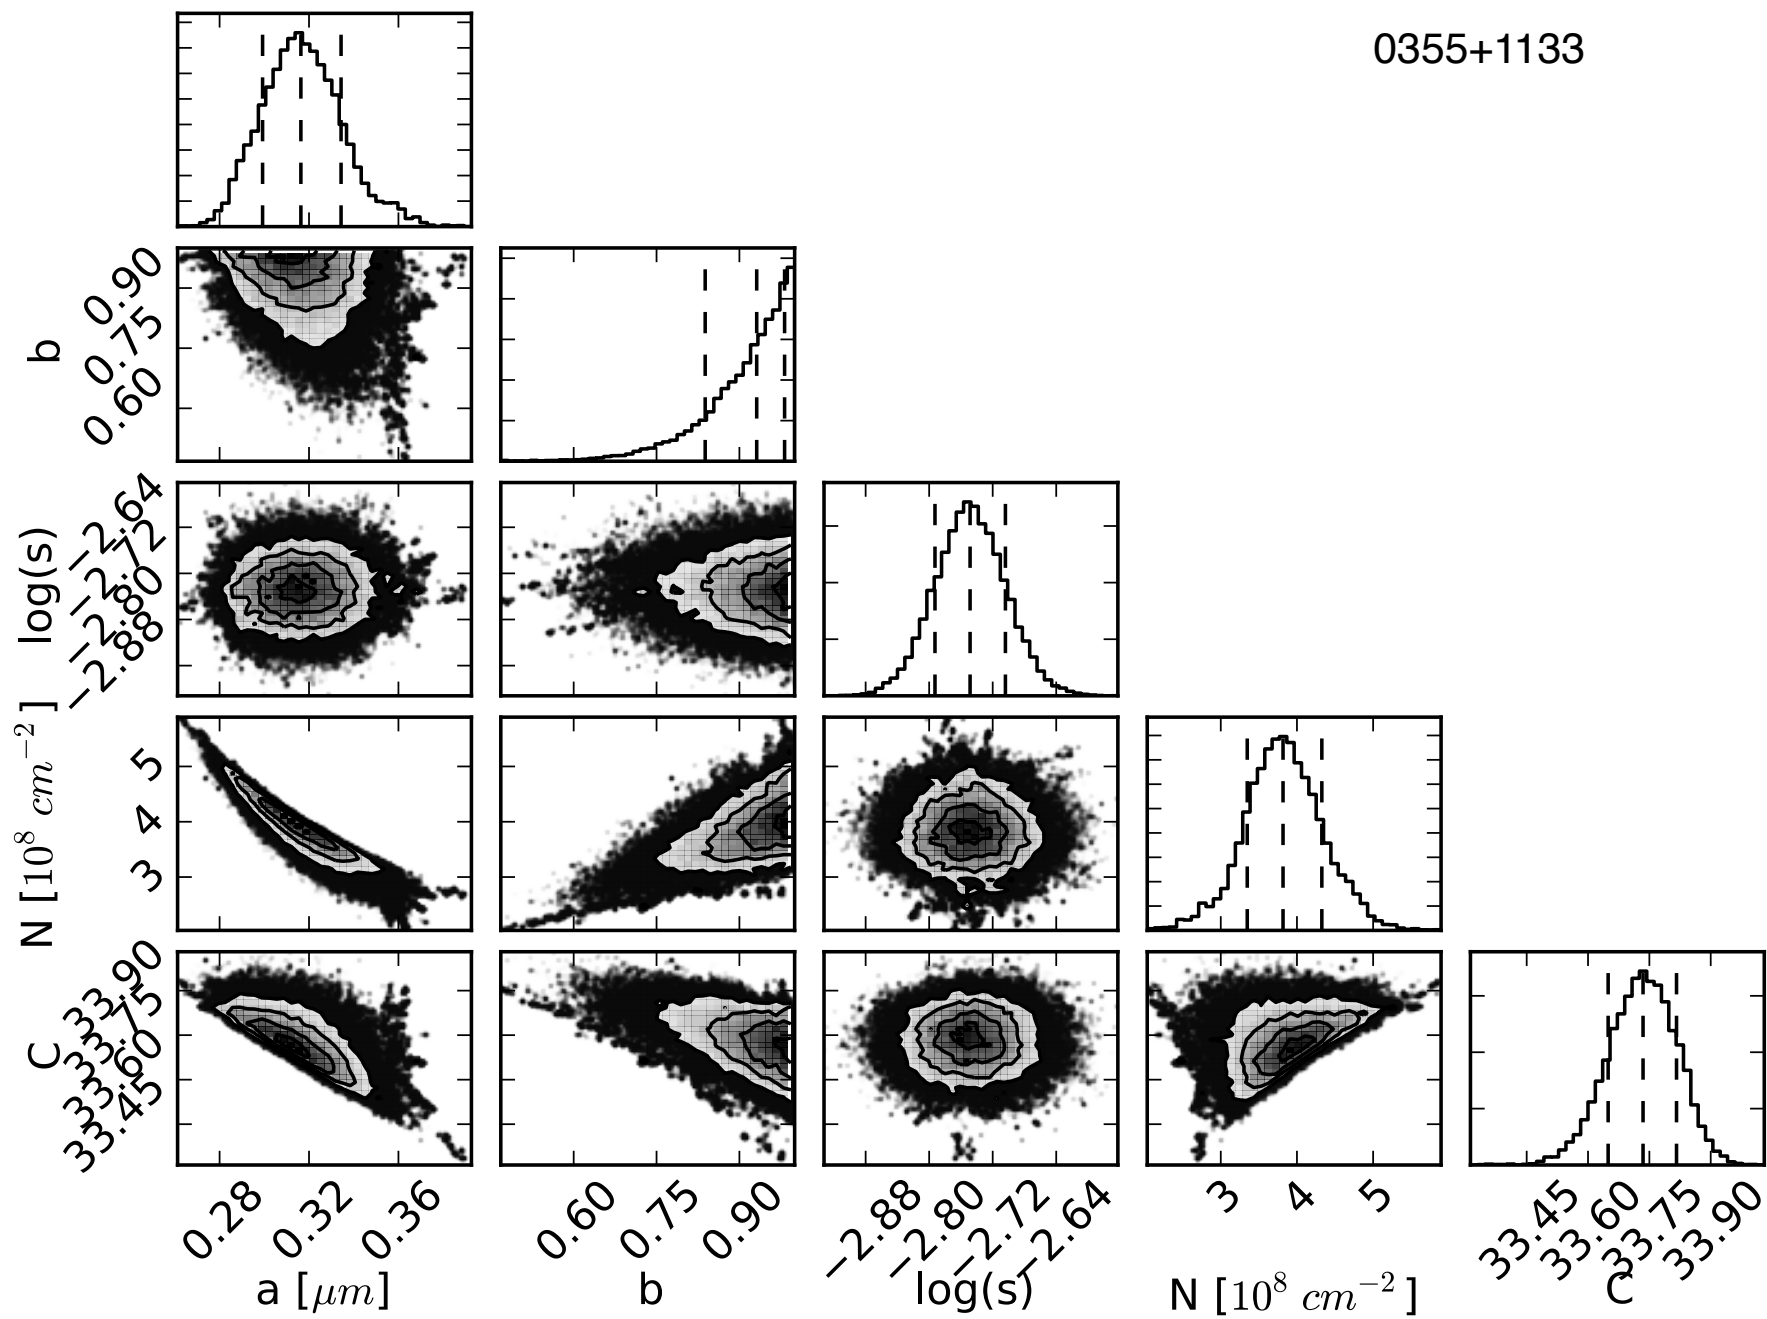 0355+1133
0.90
0.75
0.60
b
−2.64
−2.72
−2.80
−2.88
log(s)
5
4
3
N [10⁸ cm⁻²]
33.90
33.75
33.60
33.45
C
0.28 0.32 0.36
a [μm]
0.60 0.75 0.90
b
−2.88 −2.80 −2.72 −2.64
log(s)
3 4 5
N [10⁸ cm⁻²]
33.45 33.60 33.75 33.90
C